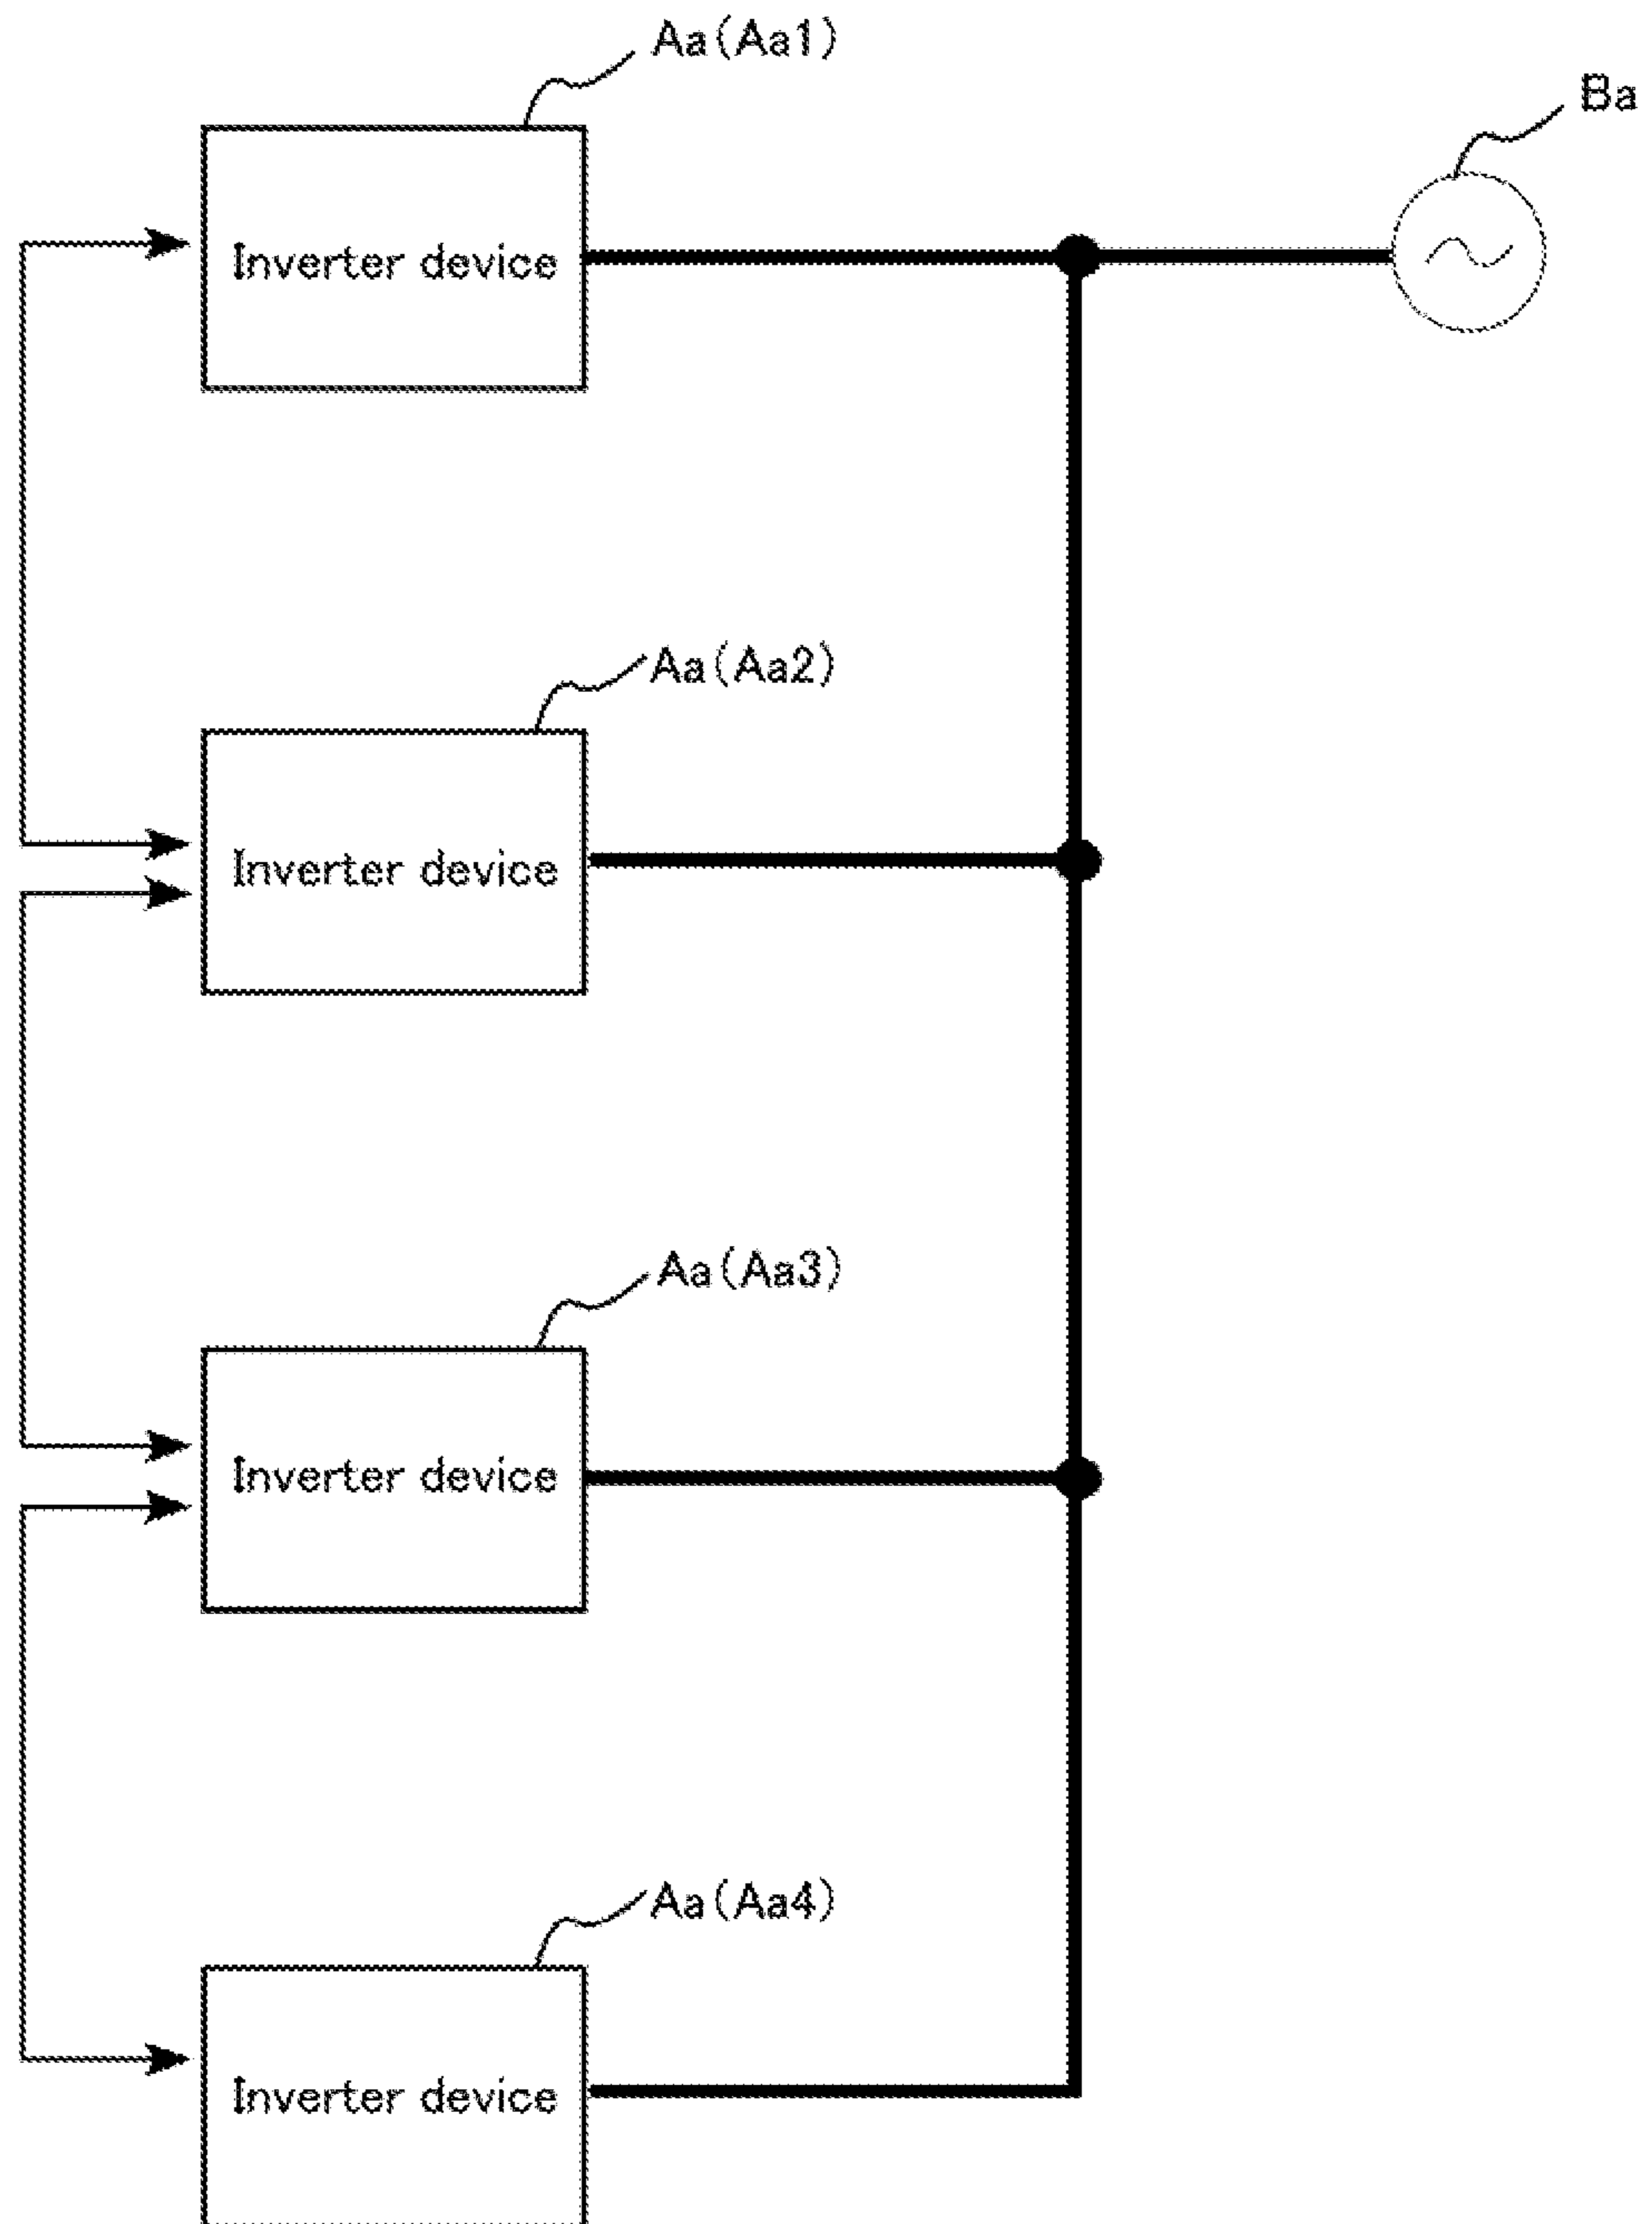 Aa(Aa1)
Ba
Inverter device
Aa(Aa2)
Inverter device
Aa(Aa3)
Inverter device
Aa(Aa4)
Inverter device